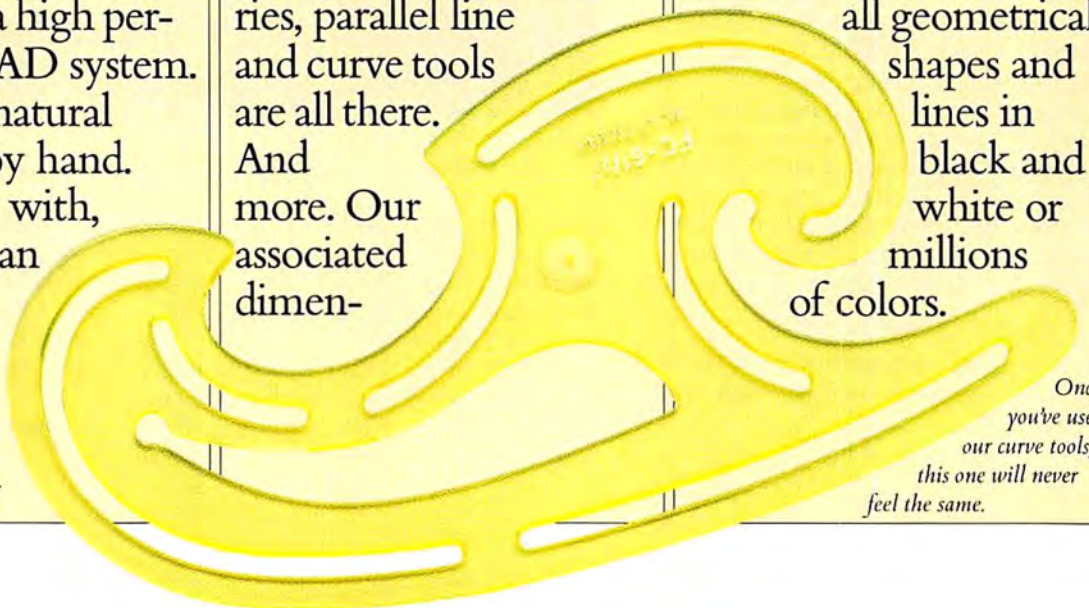 a high per-
AD system.
natural
by hand.
with,
an
ries, parallel line
and curve tools
are all there.
And
more. Our
associated
dimen-
all geometrical
shapes and
lines in
black and
white or
millions
of colors.
you've use
our curve tools,
this one will never
feel the same.